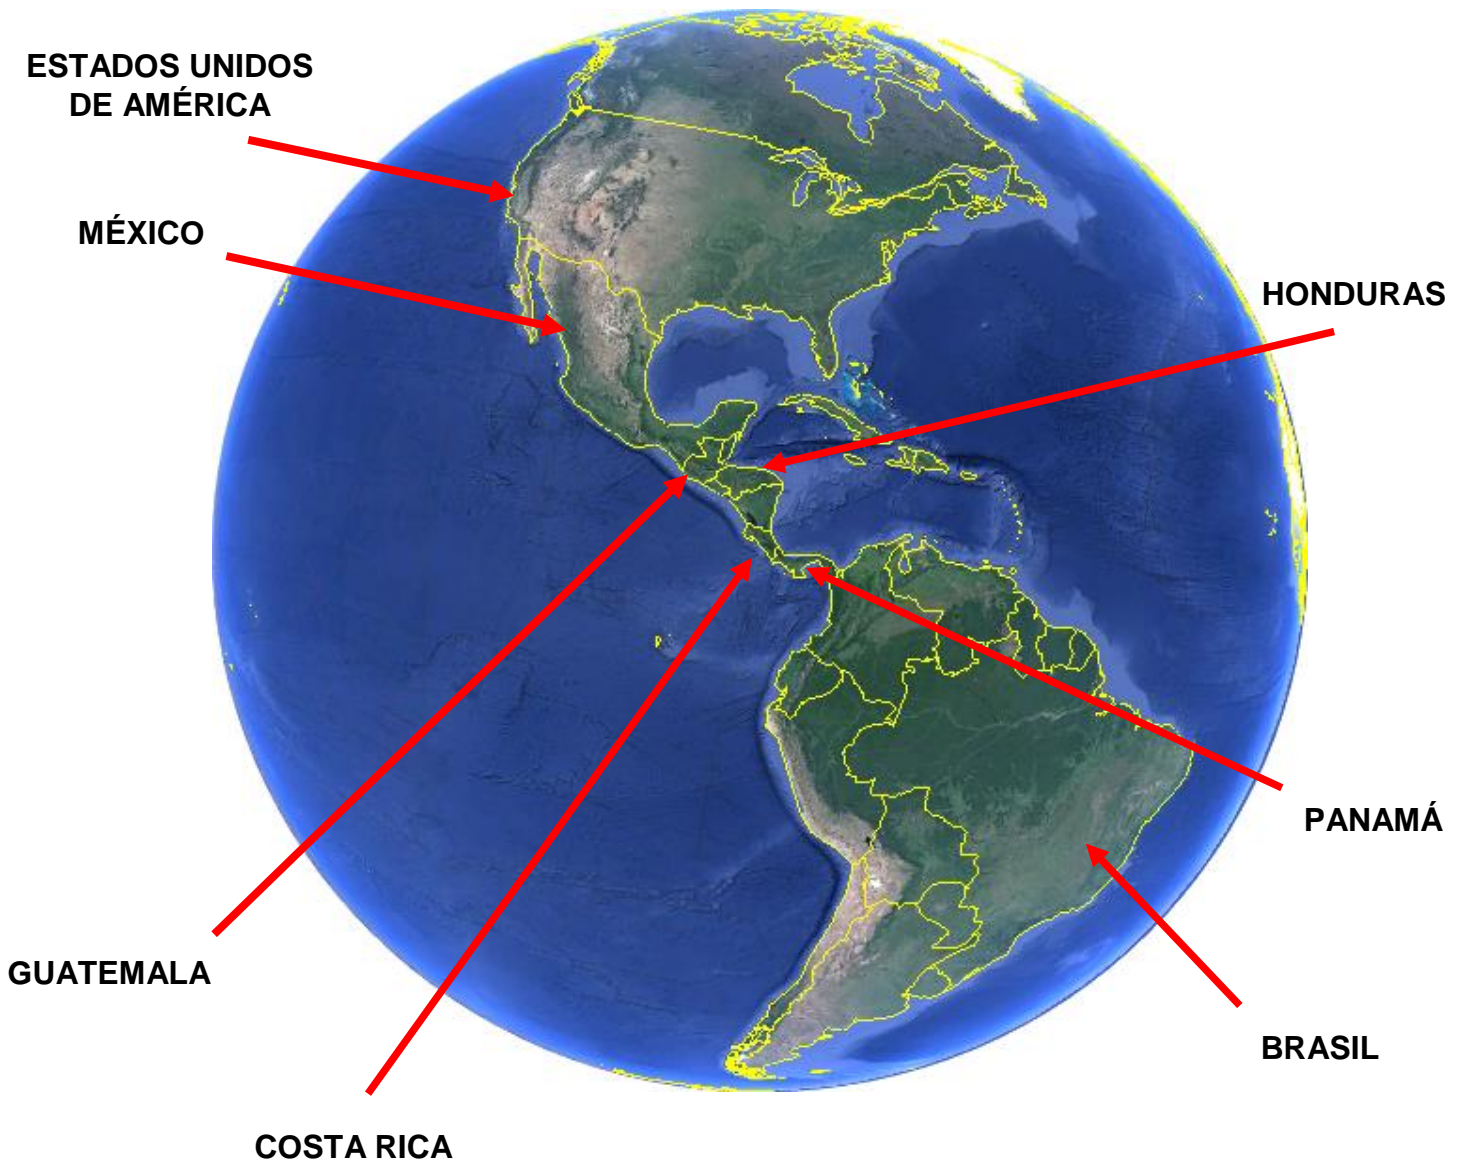 ESTADOS UNIDOS
DE AMÉRICA
MÉXICO
HONDURAS
PANAMÁ
GUATEMALA
BRASIL
COSTA RICA